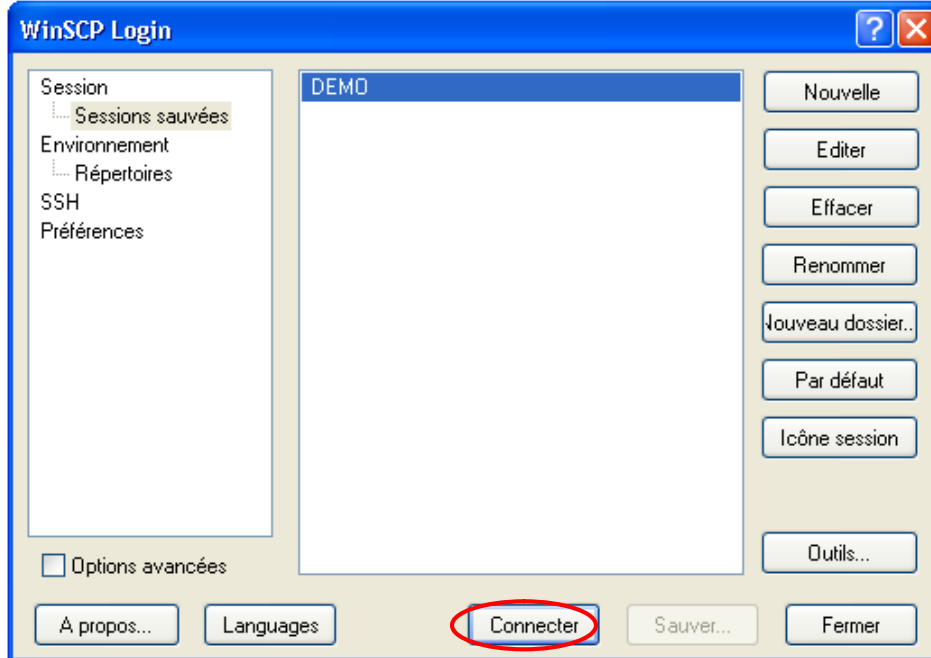 WinSCP Login
Session
Sessions sauvées
Environnement
Répertoires
SSH
Préférences
Options avancées
DEMO
Nouvelle
Editer
Effacer
Renommer
Nouveau dossier..
Par défaut
Icône session
Outils...
A propos...
Languages
Connecter
Sauver...
Fermer